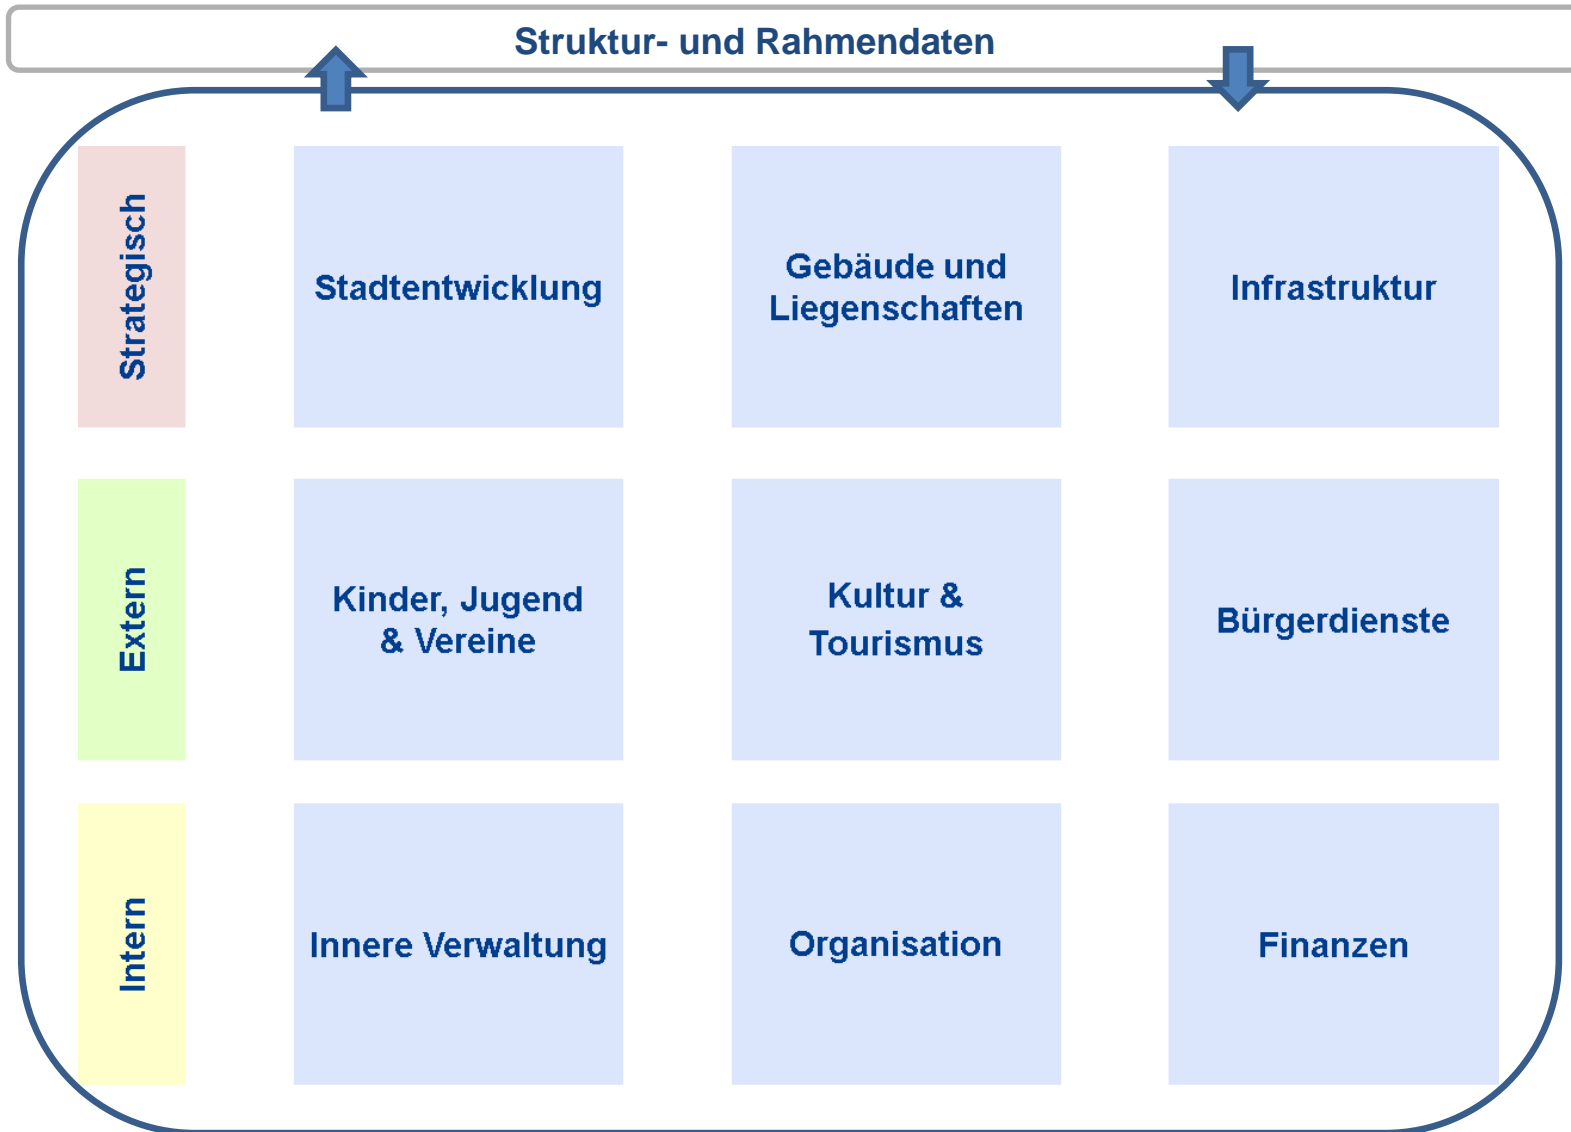 Struktur- und Rahmendaten
Strategisch
Stadtentwicklung
Gebäude und
Liegenschaften
Infrastruktur
Extern
Kinder, Jugend
& Vereine
Kultur &
Tourismus
Bürgerdienste
Intern
Innere Verwaltung
Organisation
Finanzen